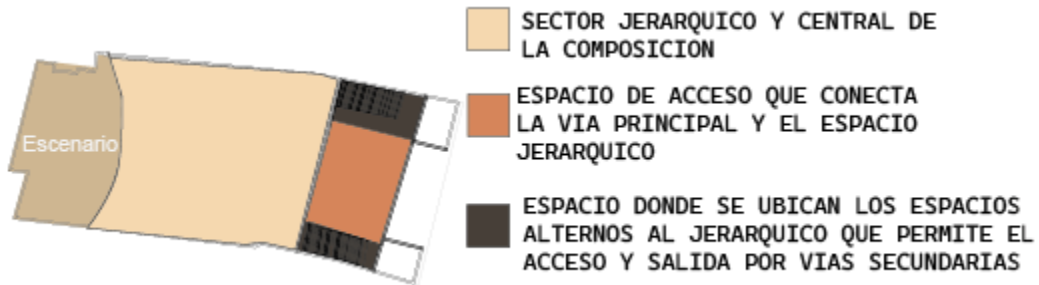 Escenario
SECTOR JERARQUICO Y CENTRAL DE
LA COMPOSICION
ESPACIO DE ACCESO QUE CONECTA
LA VIA PRINCIPAL Y EL ESPACIO
JERARQUICO
ESPACIO DONDE SE UBICAN LOS ESPACIOS
ALTERNOS AL JERARQUICO QUE PERMITE EL
ACCESO Y SALIDA POR VIAS SECUNDARIAS